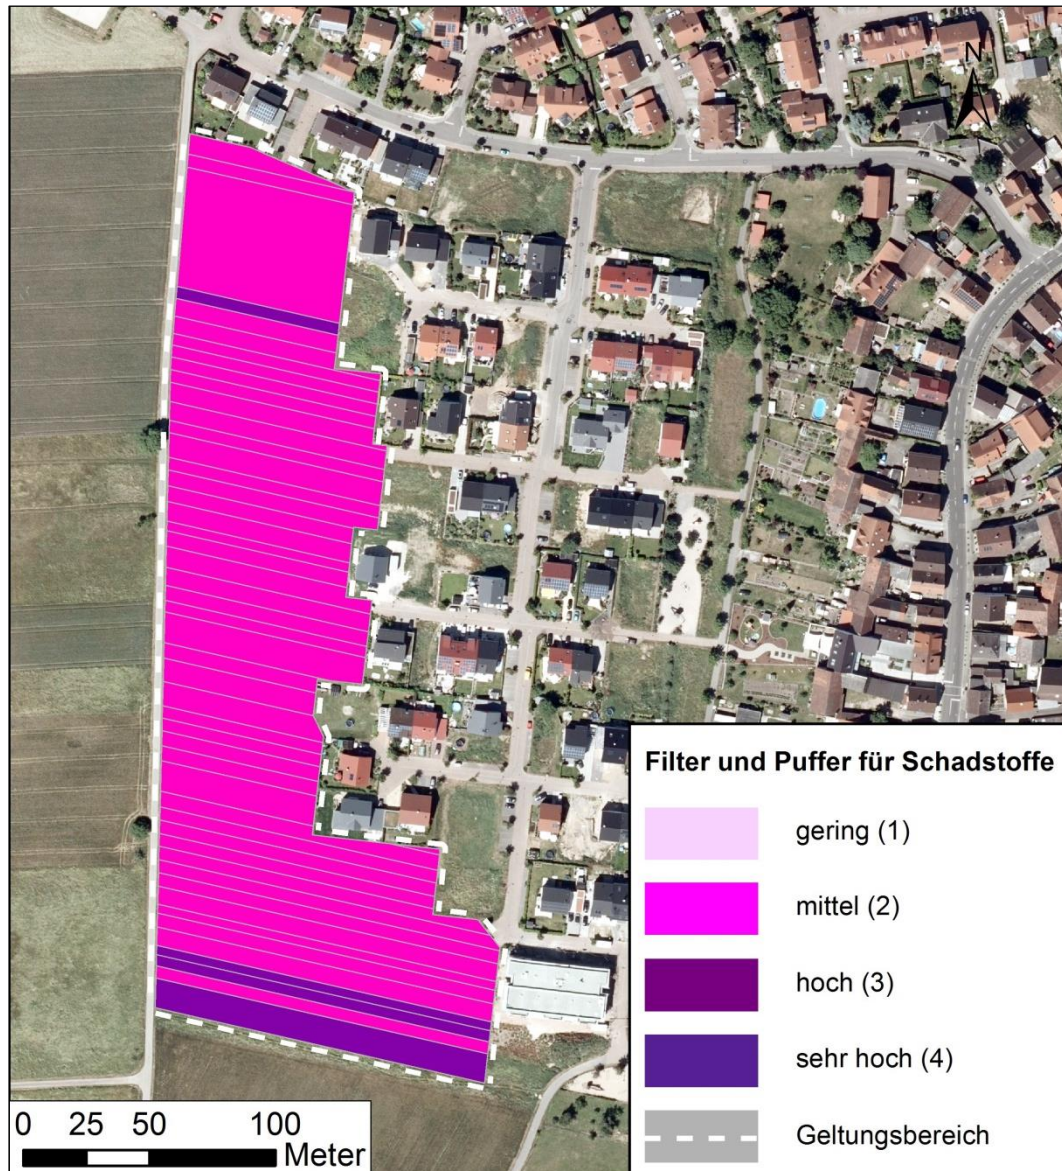 N
Filter und Puffer für Schadstoffe
gering (1)
mittel (2)
hoch (3)
sehr hoch (4)
Geltungsbereich
0 25 50 100
Meter